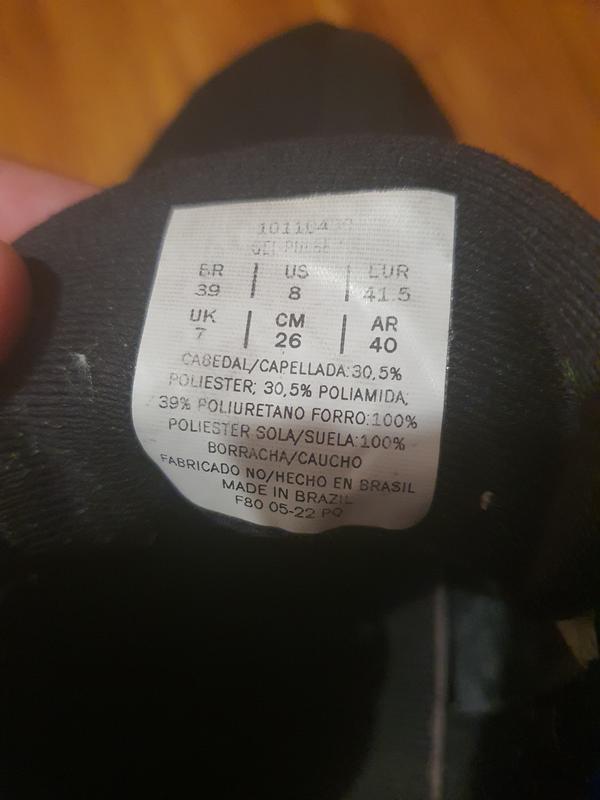 BR | US | EUR
39 | 8 | 41.5
UK | CM | AR
7 | 26 | 40
CABEDAL/CAPELLADA:30,5%
POLIESTER; 30,5% POLIAMIDA;
39% POLIURETANO FORRO:100%
POLIESTER SOLA/SUELA:100%
BORRACHA/CAUCHO
FABRICADO NO/HECHO EN BRASIL
MADE IN BRAZIL
F80 05-22 PQ